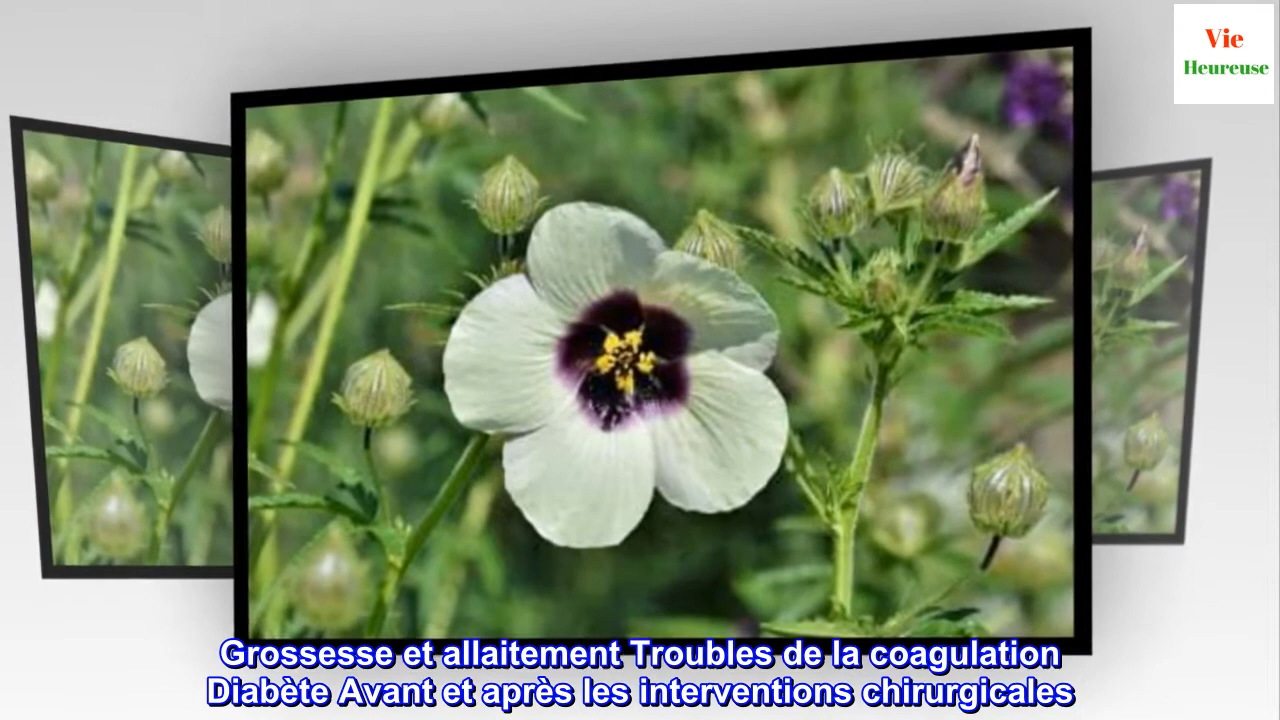 Vie
Heureuse
Grossesse et allaitement Troubles de la coagulation
Diabète Avant et après les interventions chirurgicales